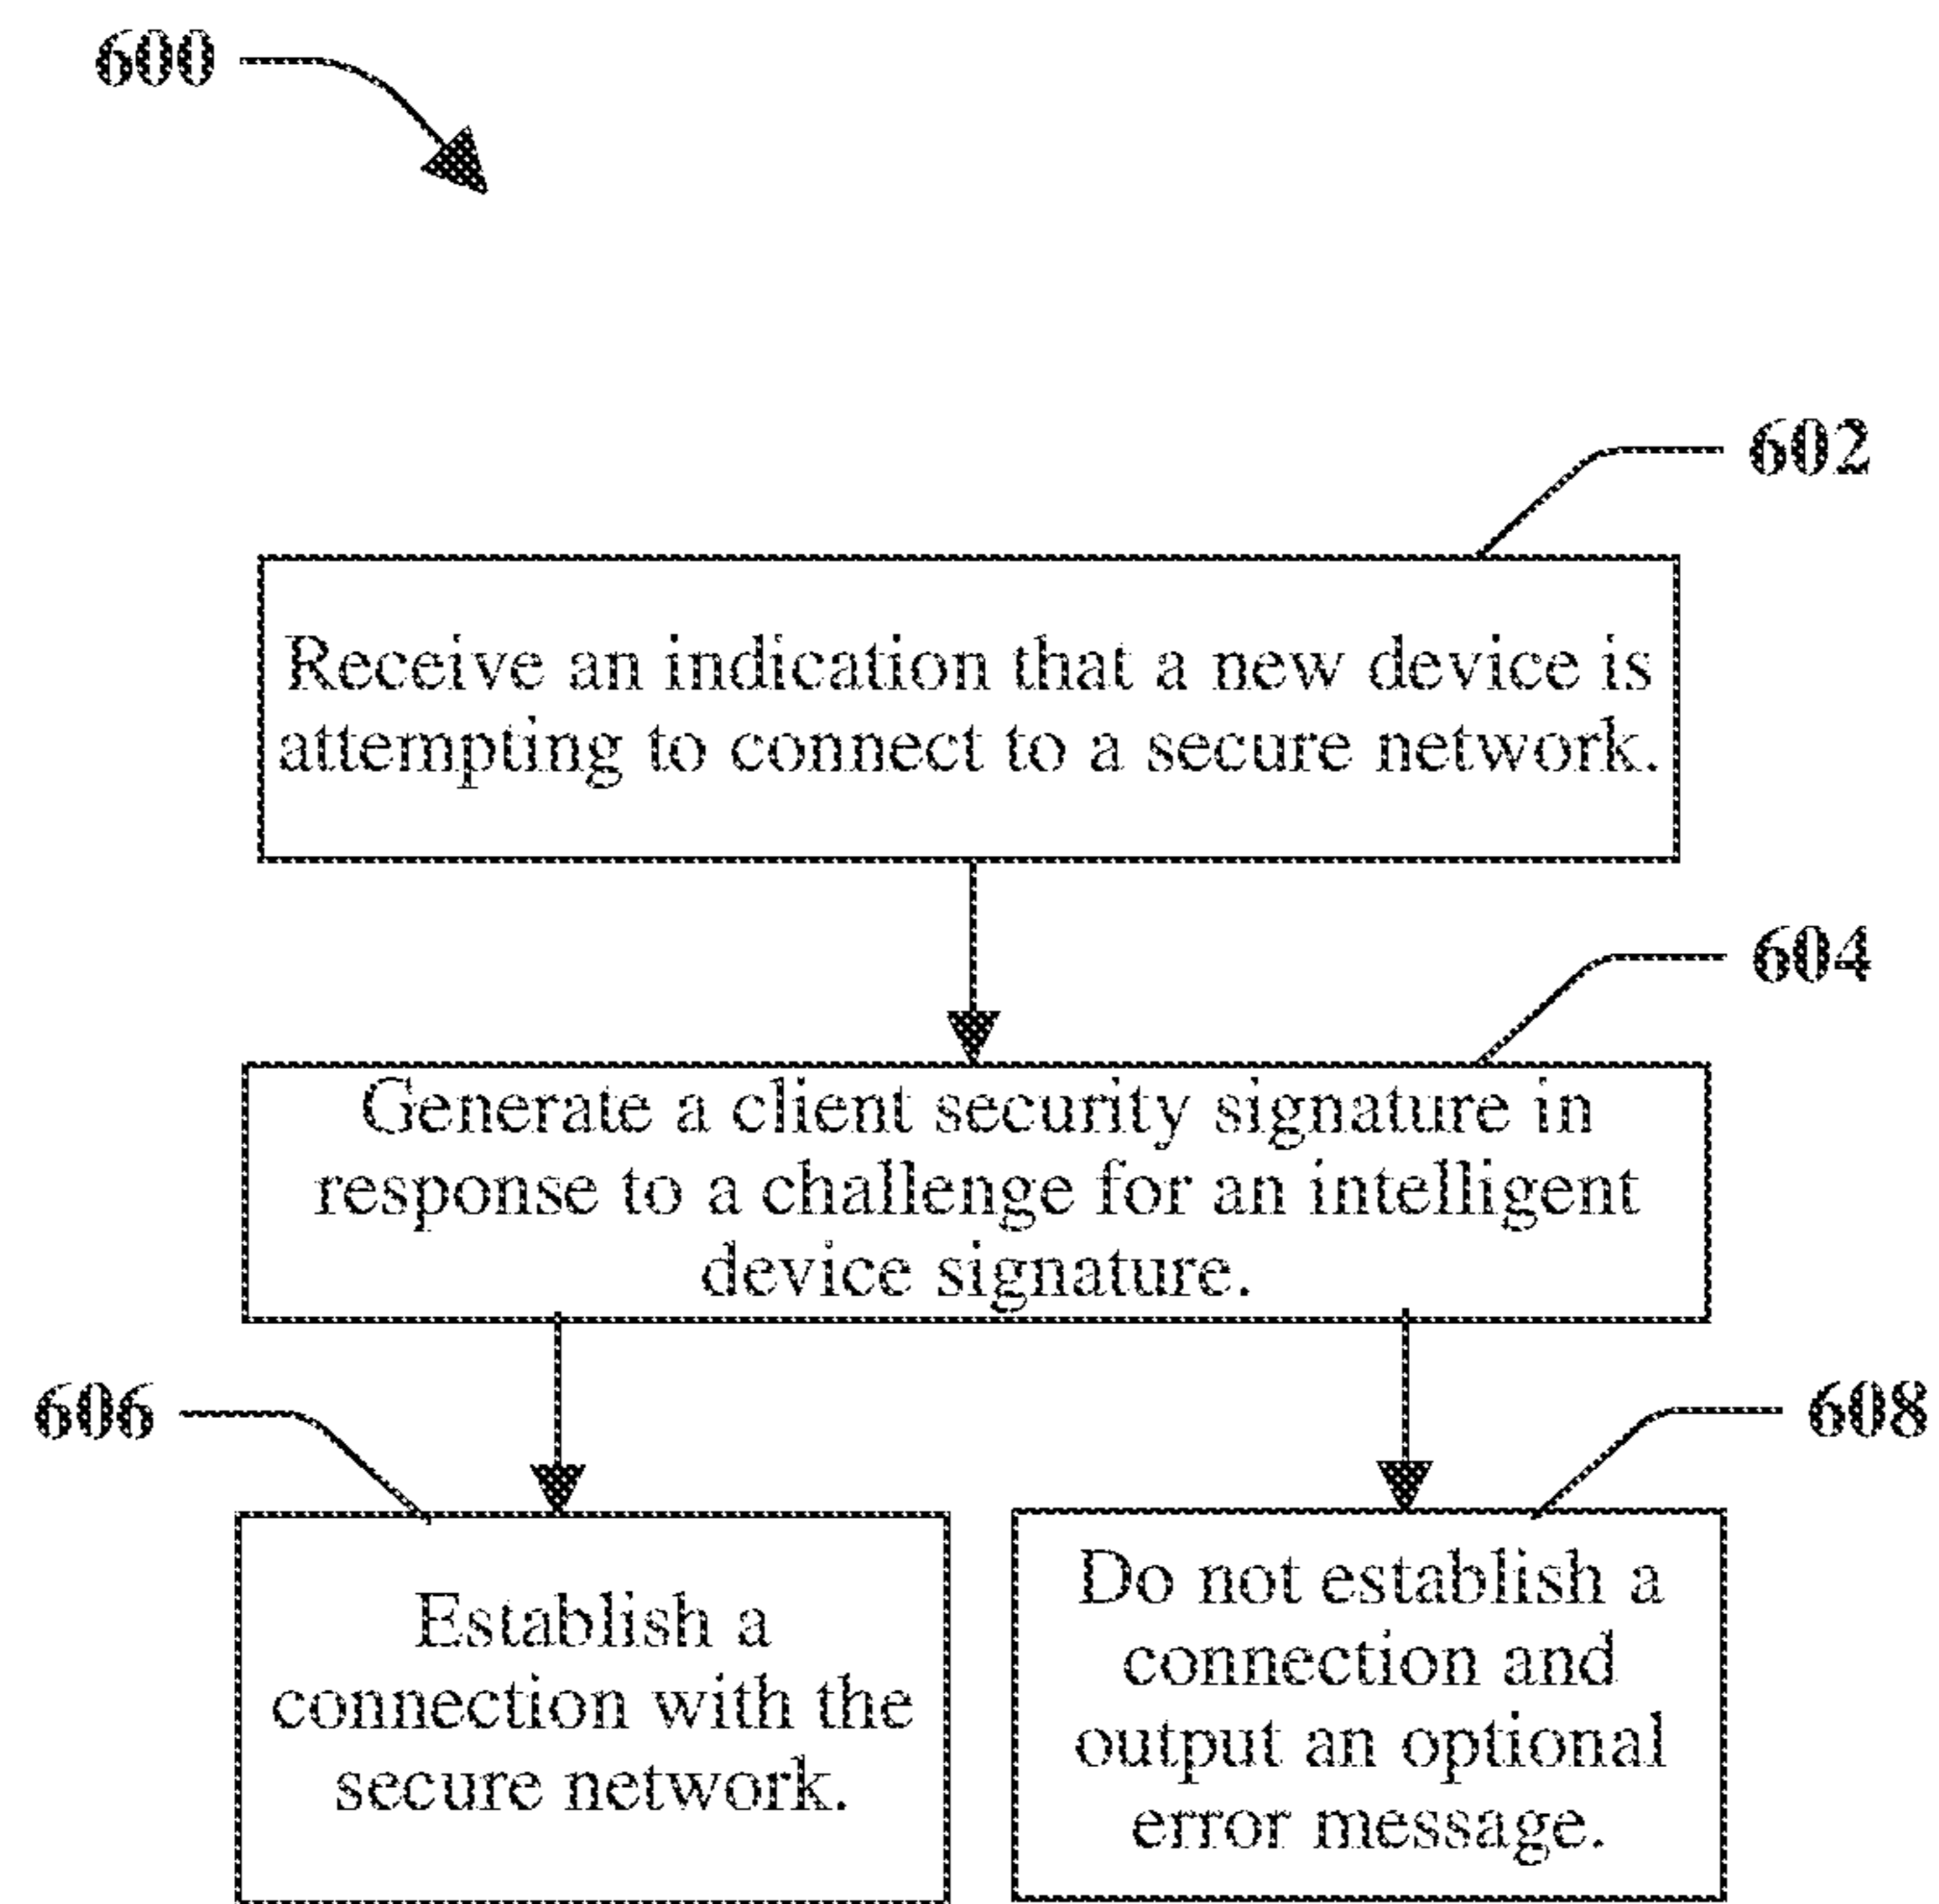 600
602
Receive an indication that a new device is
attempting to connect to a secure network.
604
Generate a client security signature in
response to a challenge for an intelligent
device signature.
606
608
Establish a
connection with the
secure network.
Do not establish a
connection and
output an optional
error message.